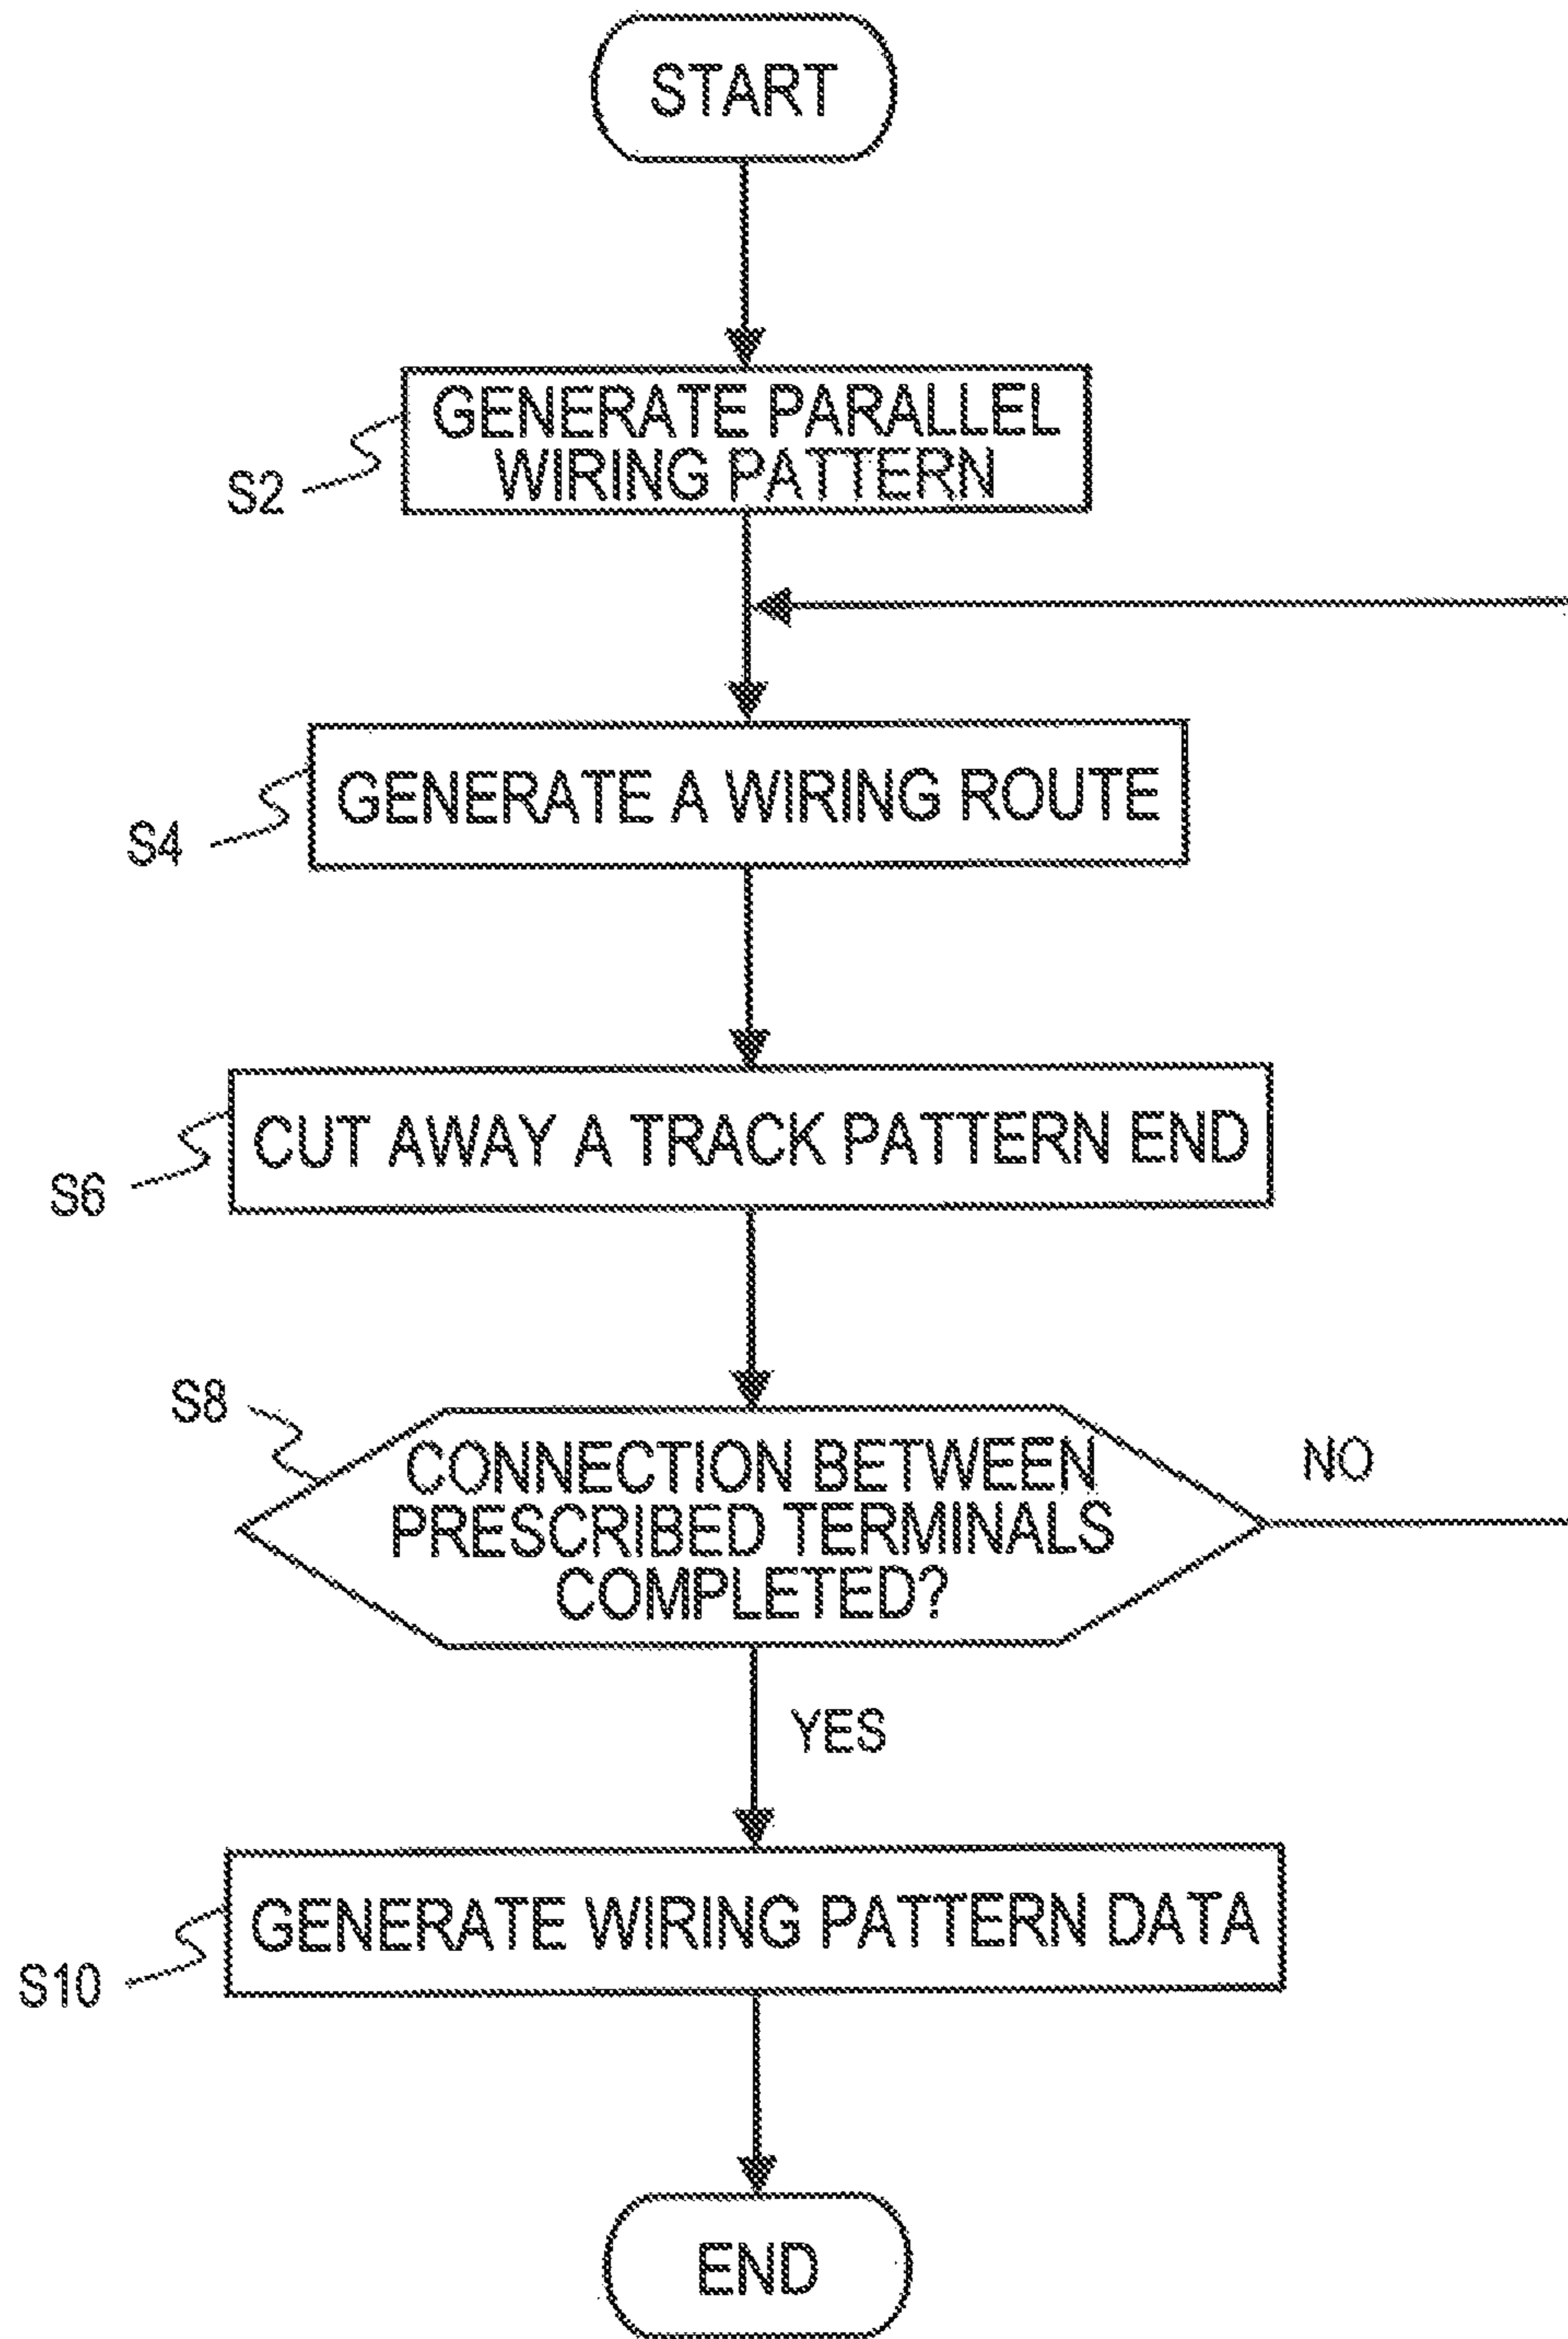 START
GENERATE PARALLEL
WIRING PATTERN
S2
GENERATE A WIRING ROUTE
S4
CUT AWAY A TRACK PATTERN END
S6
S8
CONNECTION BETWEEN
PRESCRIBED TERMINALS
COMPLETED?
NO
YES
GENERATE WIRING PATTERN DATA
S10
END